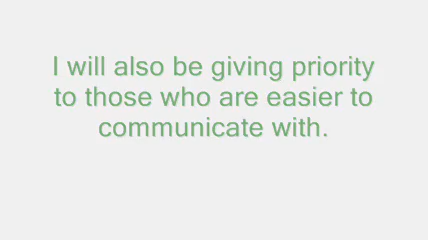 I will also be giving priority
to those who are easier to
communicate with.